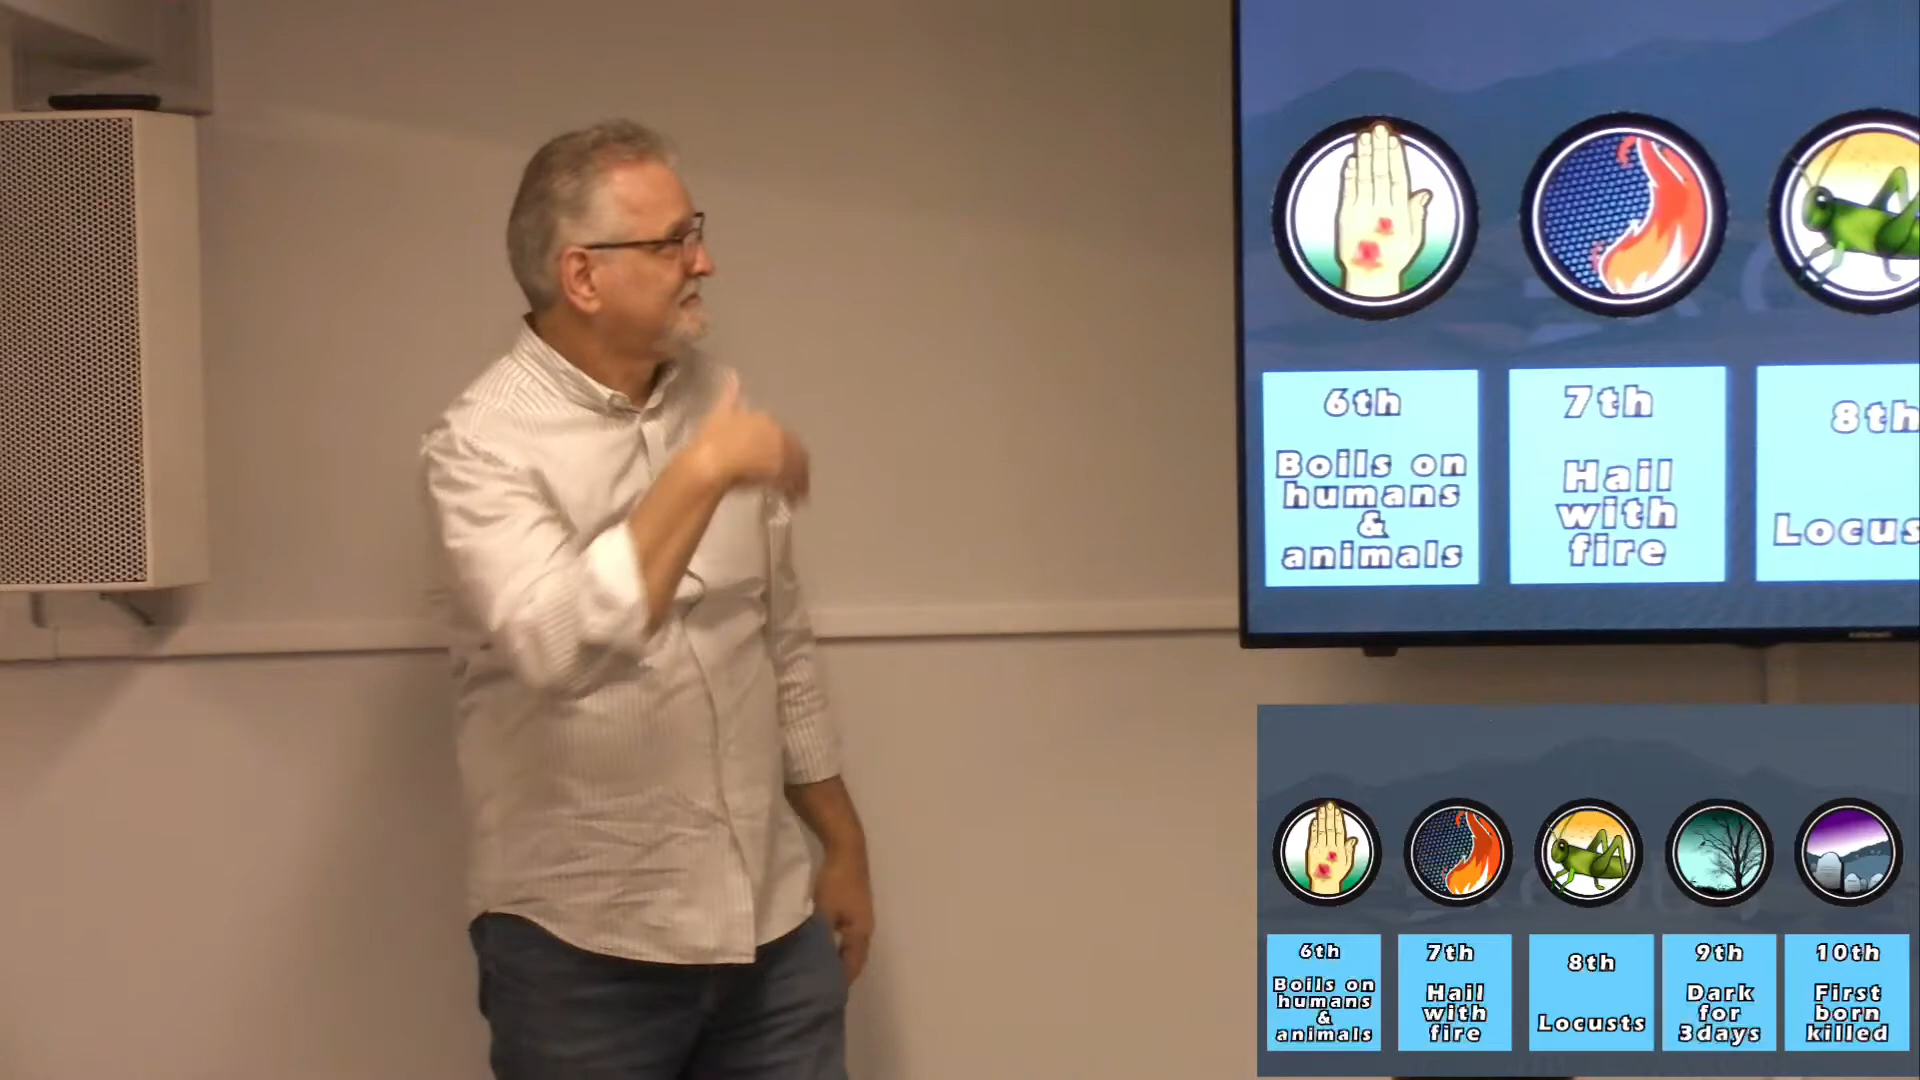 6th
Boils on
humans
&
animals
7th
Hail
with
fire
8th
Locus
6th
Boils on
humans
&
animals
7th
Hail
with
fire
8th
Locusts
9th
Dark
for
3days
10th
First
born
killed